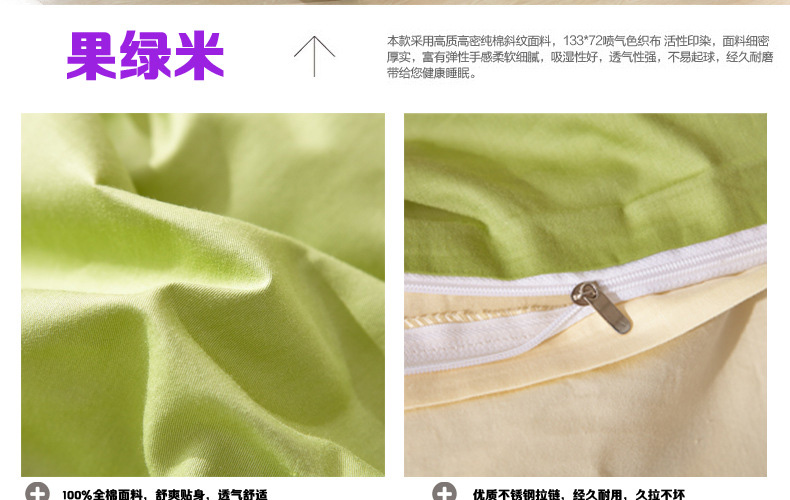 果绿米
本款采用高质高密纯棉斜纹面料，133*72喷气色织布 活性印染，面料细密
厚实，富有弹性手感柔软细腻，吸湿性好，透气性强，不易起球，经久耐磨
带给您健康睡眠。
100%全棉面料，舒爽贴身，透气舒适
优质不锈钢拉链，经久耐用，久拉不坏